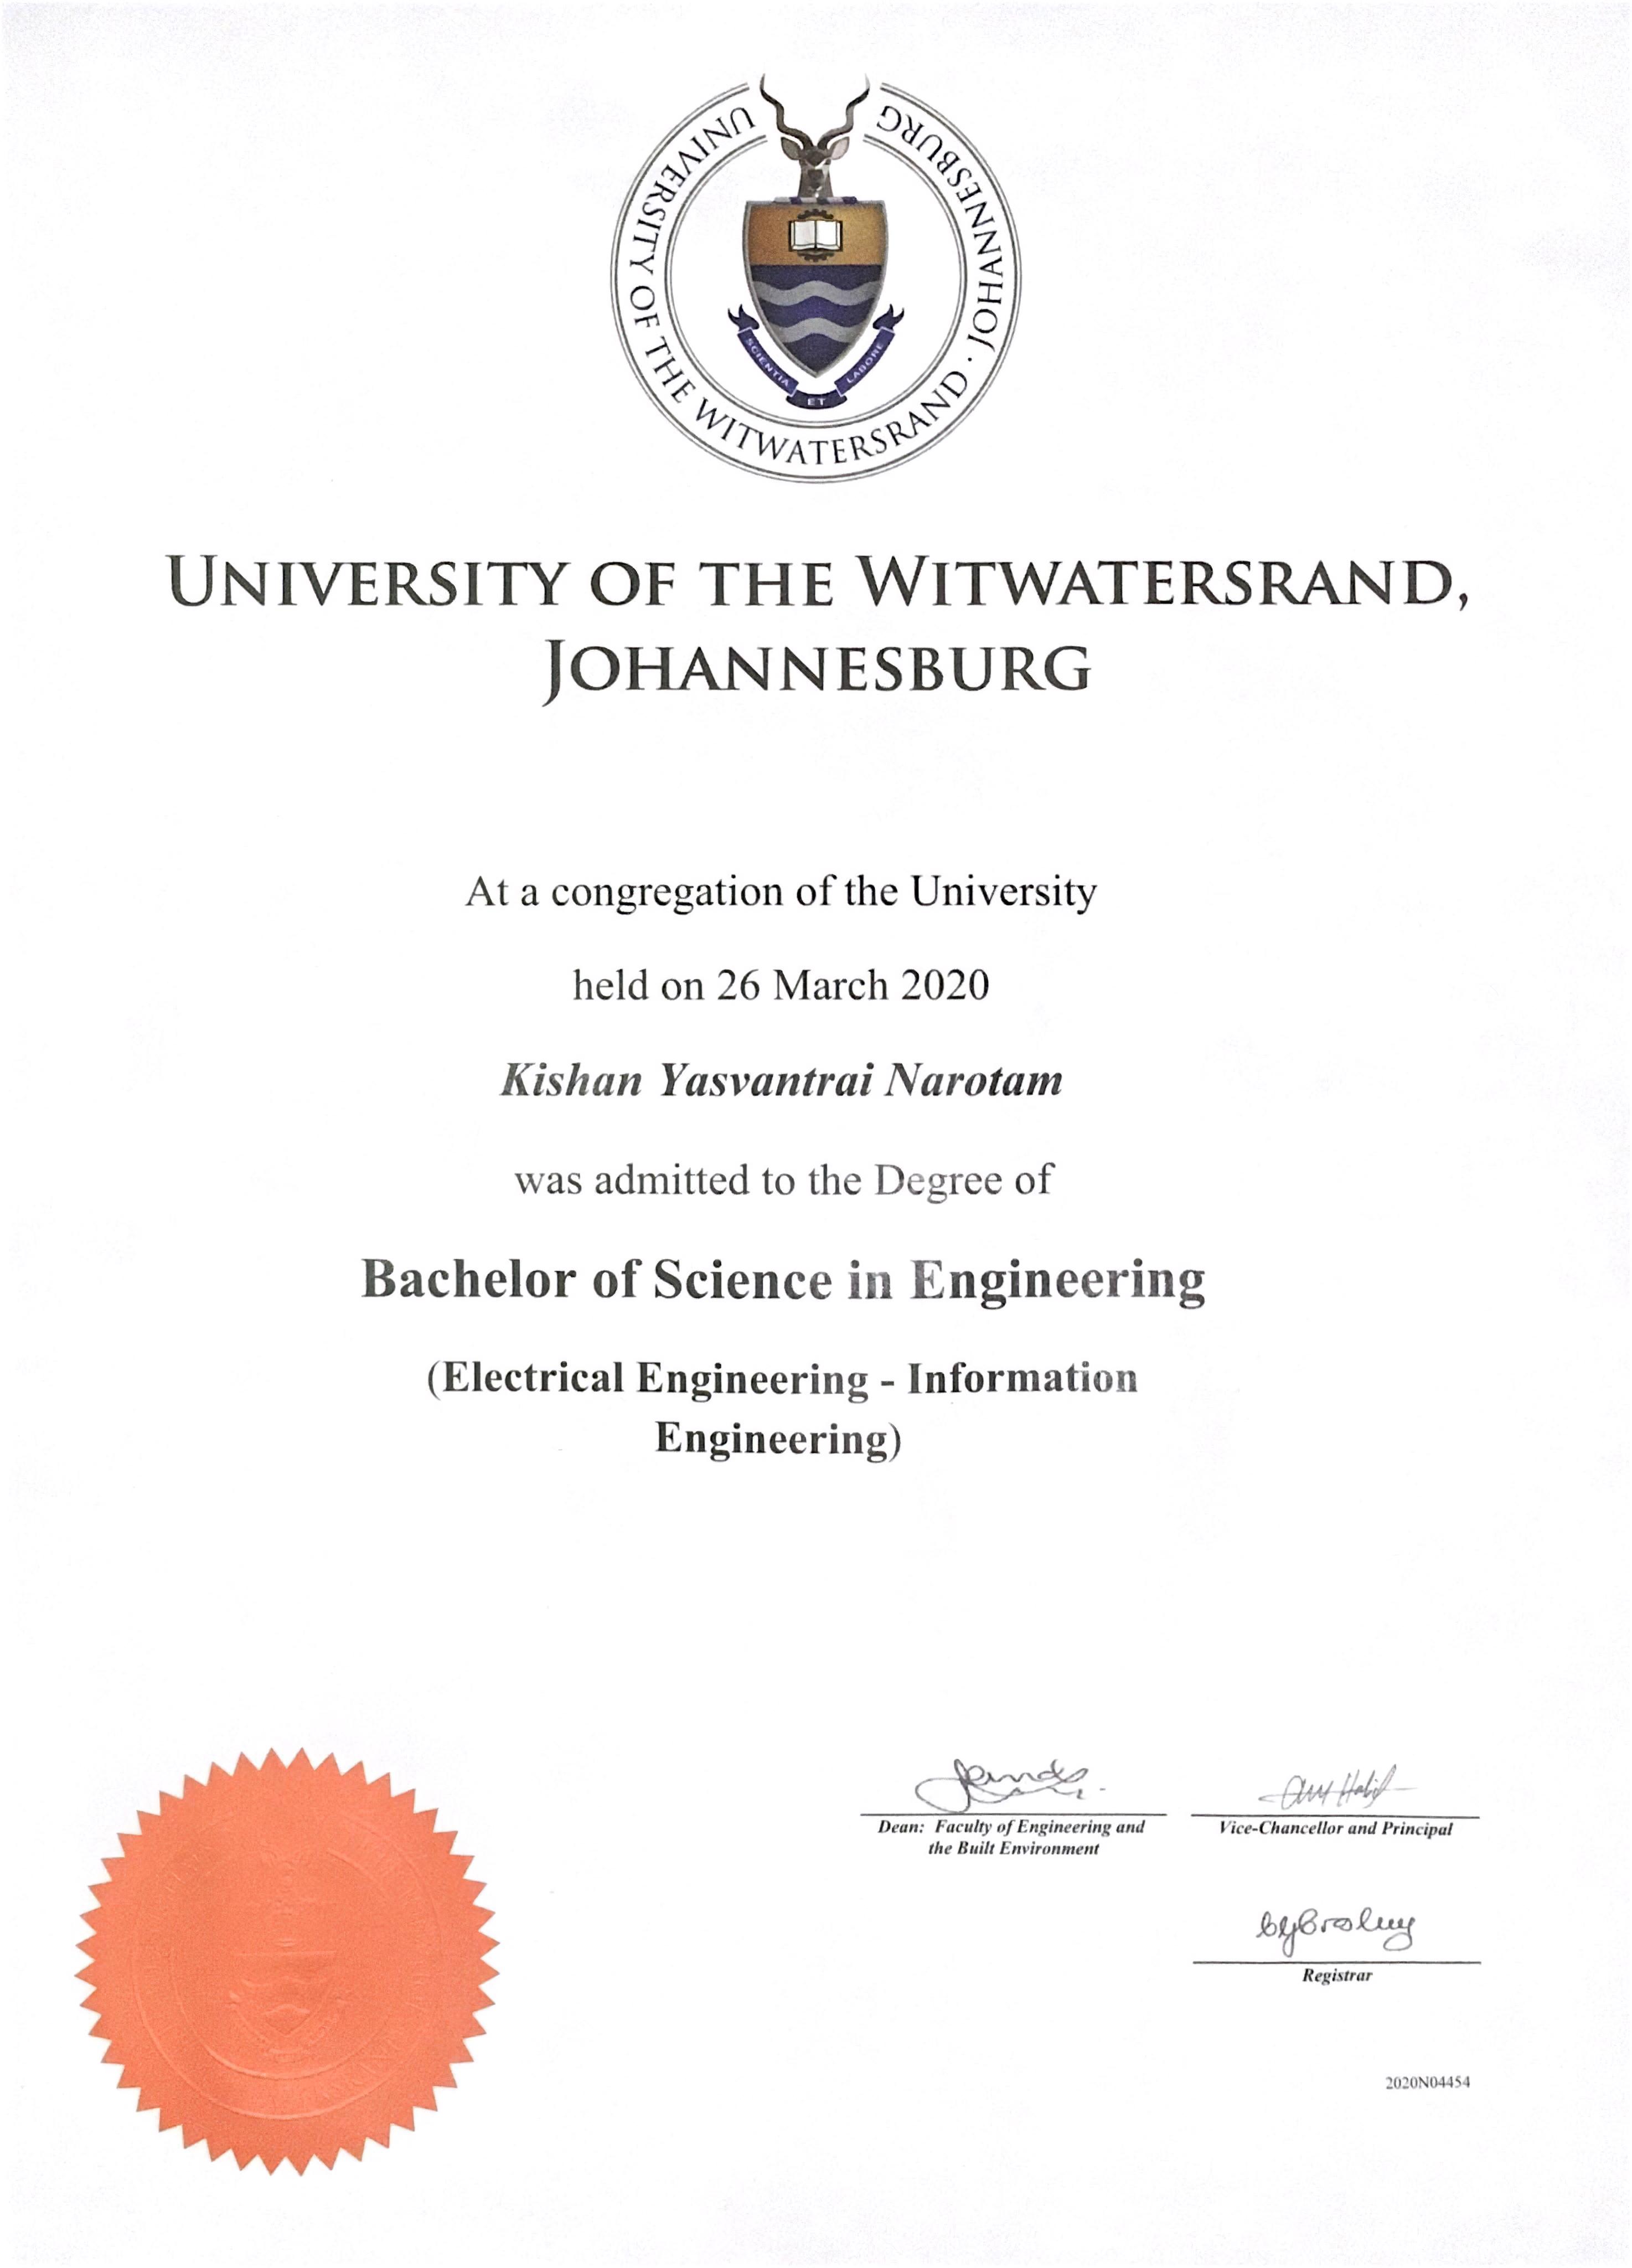 UNIVERSITY OF THE WITWATERSRAND · JOHANNESBURG
SCIENTIA ET LABORE
UNIVERSITY OF THE WITWATERSRAND,
JOHANNESBURG
At a congregation of the University
held on 26 March 2020
Kishan Yasvantrai Narotam
was admitted to the Degree of
Bachelor of Science in Engineering
(Electrical Engineering - Information
Engineering)
Dean: Faculty of Engineering and
the Built Environment
Vice-Chancellor and Principal
Registrar
2020N04454